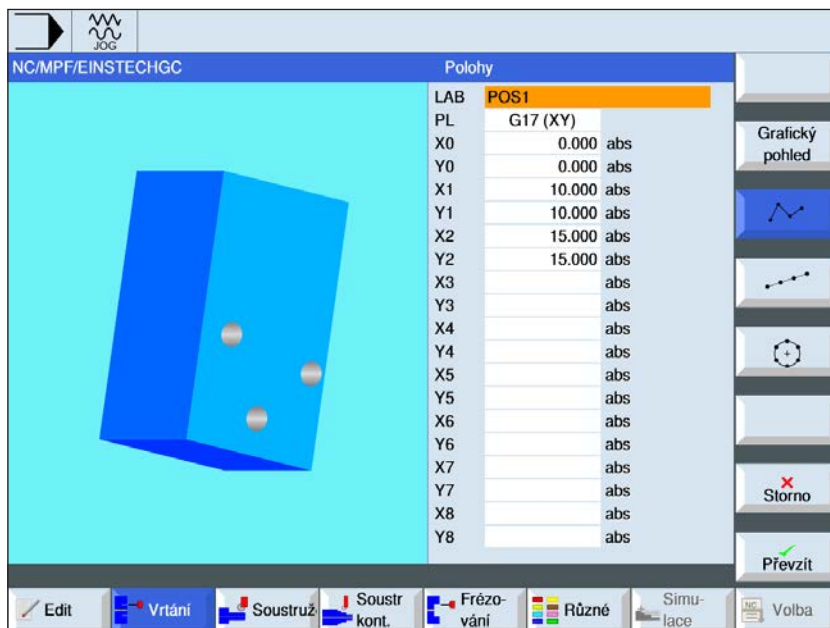 JOG
NC/MPF/EINSTECHGC
Polohy
LAB POS1
PL G17 (XY)
X0 0.000 abs
Y0 0.000 abs
X1 10.000 abs
Y1 10.000 abs
X2 15.000 abs
Y2 15.000 abs
X3 abs
Y3 abs
X4 abs
Y4 abs
X5 abs
Y5 abs
X6 abs
Y6 abs
X7 abs
Y7 abs
X8 abs
Y8 abs
Grafický
pohled
Storno
Převzít
Edit
Vrtání
Soustruž
Soustr
kont.
Frézo-
vání
Různé
Simu-
lace
NC
Volba